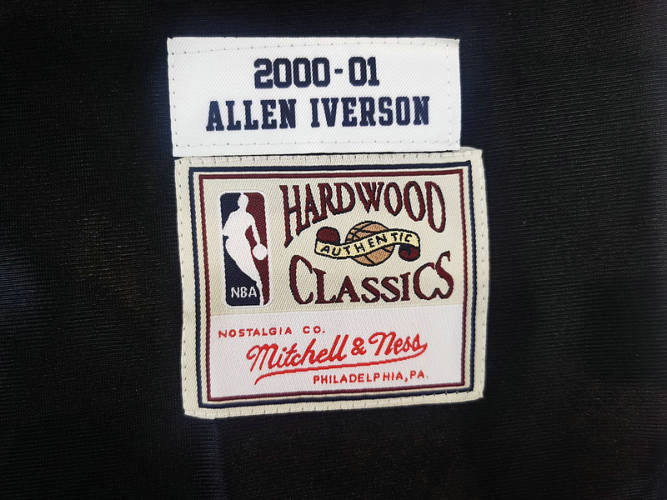 2000-01
ALLEN IVERSON
HARDWOOD
AUTHENTIC
CLASSICS
NBA
NOSTALGIA CO.
Mitchell & Ness
PHILADELPHIA, PA.